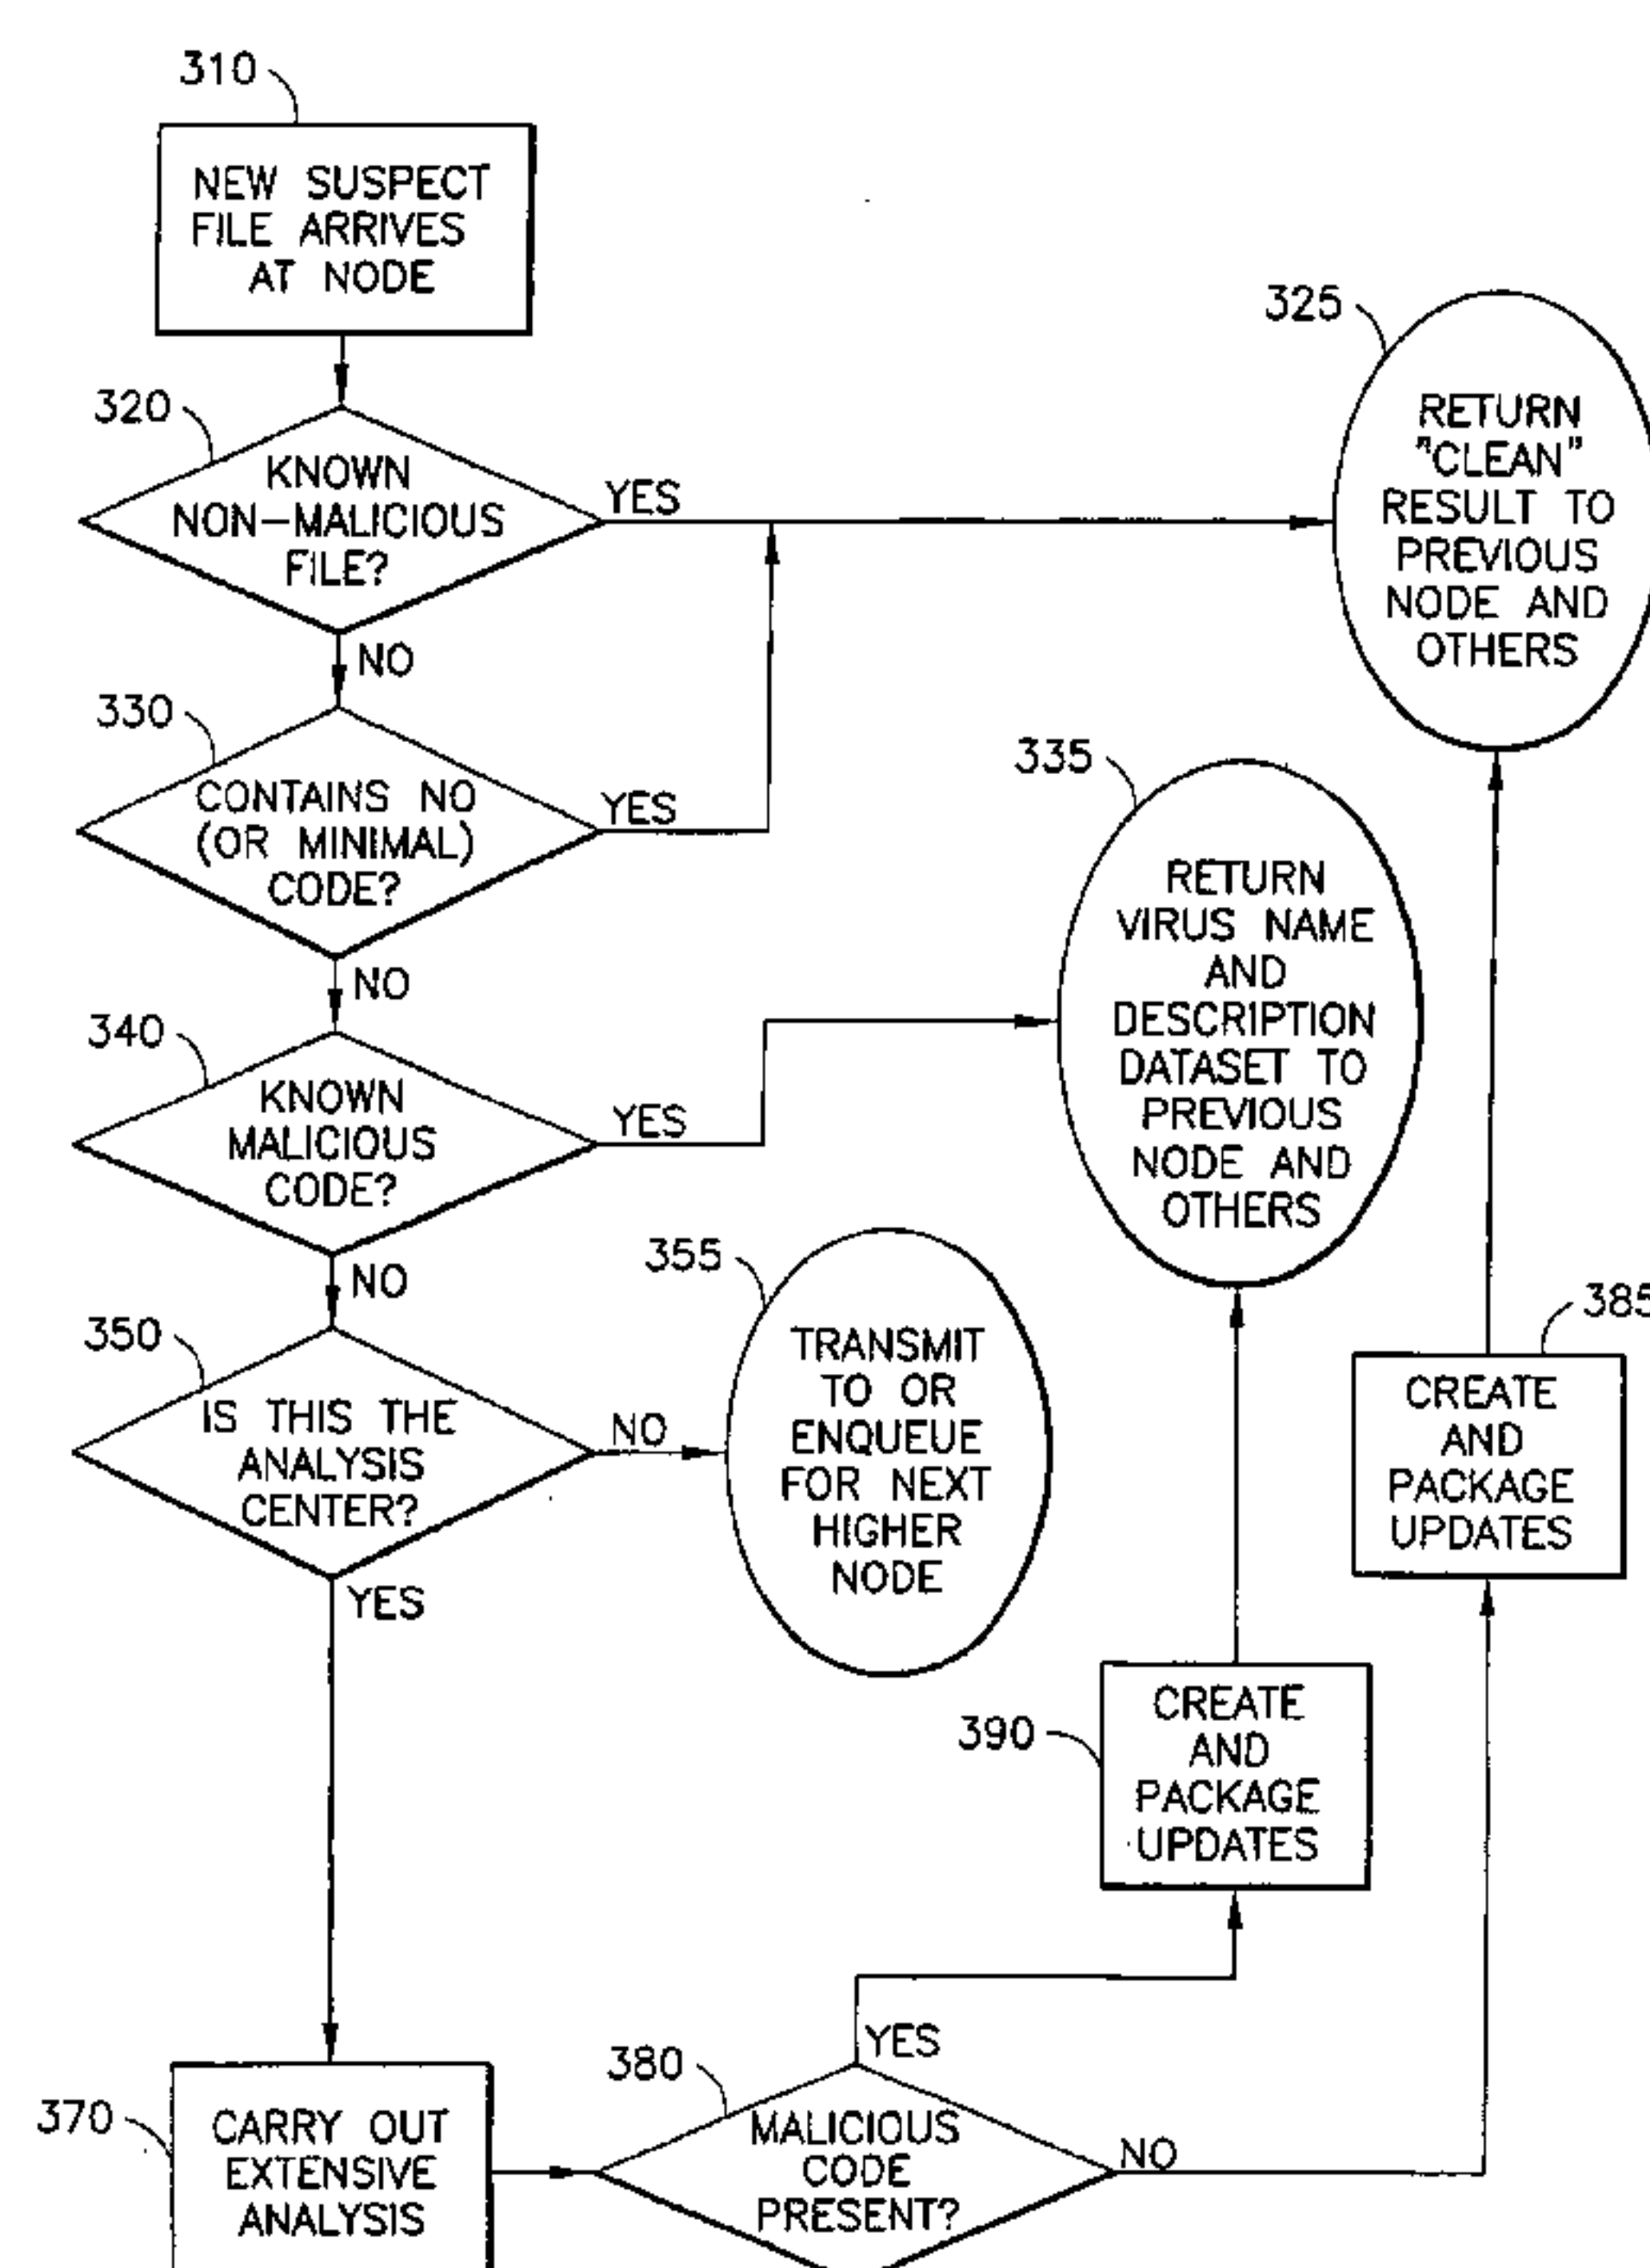 310
NEW SUSPECT
FILE ARRIVES
AT NODE
320
KNOWN
NON-MALICIOUS
FILE?
YES
NO
325
RETURN
"CLEAN"
RESULT TO
PREVIOUS
NODE AND
OTHERS
330
CONTAINS NO
(OR MINIMAL)
CODE?
YES
NO
335
RETURN
VIRUS NAME
AND
DESCRIPTION
DATASET TO
PREVIOUS
NODE AND
OTHERS
340
KNOWN
MALICIOUS
CODE?
YES
NO
350
IS THIS THE
ANALYSIS
CENTER?
NO
YES
355
TRANSMIT
TO OR
ENQUEUE
FOR NEXT
HIGHER
NODE
385
CREATE
AND
PACKAGE
UPDATES
390
CREATE
AND
PACKAGE
UPDATES
370
CARRY OUT
EXTENSIVE
ANALYSIS
380
MALICIOUS
CODE
PRESENT?
YES
NO